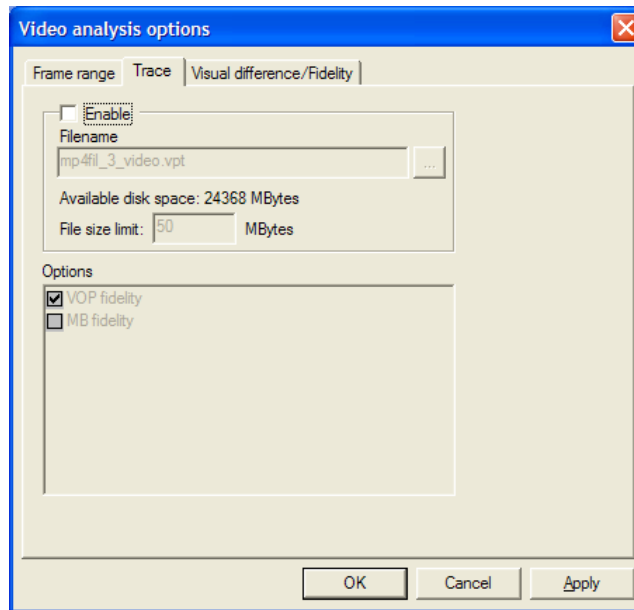 Video analysis options
Frame range Trace Visual difference/Fidelity
Enable
Filename
mp4fil_3_video.vpt ...
Available disk space: 24368 MBytes
File size limit: 50 MBytes
Options
VOP fidelity
MB fidelity
OK Cancel Apply